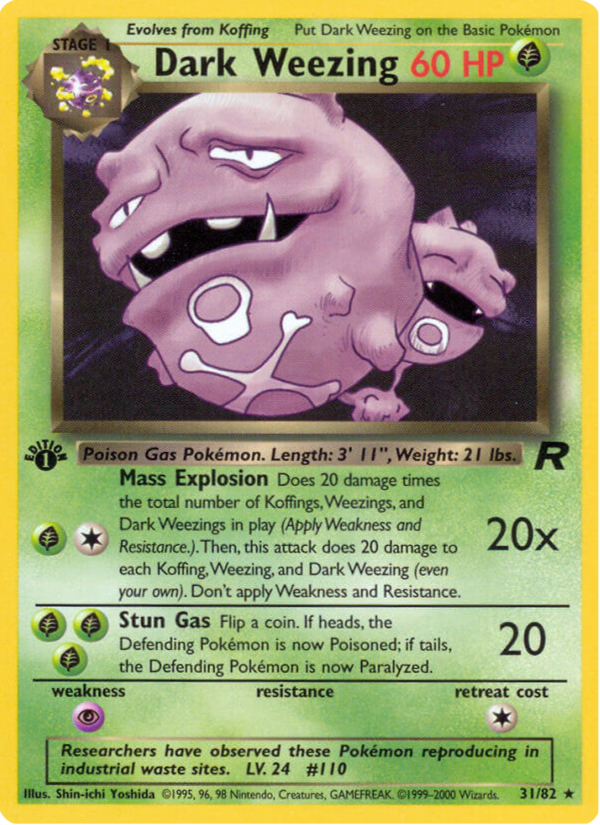 Evolves from Koffing Put Dark Weezing on the Basic Pokémon
STAGE 1
Dark Weezing 60 HP
EDITION
1
Poison Gas Pokémon. Length: 3' 11", Weight: 21 lbs.
R
Mass Explosion Does 20 damage times
the total number of Koffings, Weezings, and
Dark Weezings in play (Apply Weakness and
Resistance.). Then, this attack does 20 damage to
each Koffing, Weezing, and Dark Weezing (even
your own). Don't apply Weakness and Resistance.
20x
Stun Gas Flip a coin. If heads, the
Defending Pokémon is now Poisoned; if tails,
the Defending Pokémon is now Paralyzed.
20
weakness resistance retreat cost
Researchers have observed these Pokémon reproducing in
industrial waste sites. LV. 24 #110
Illus. Shin-ichi Yoshida ©1995, 96, 98 Nintendo, Creatures, GAMEFREAK. ©1999-2000 Wizards. 31/82 ★